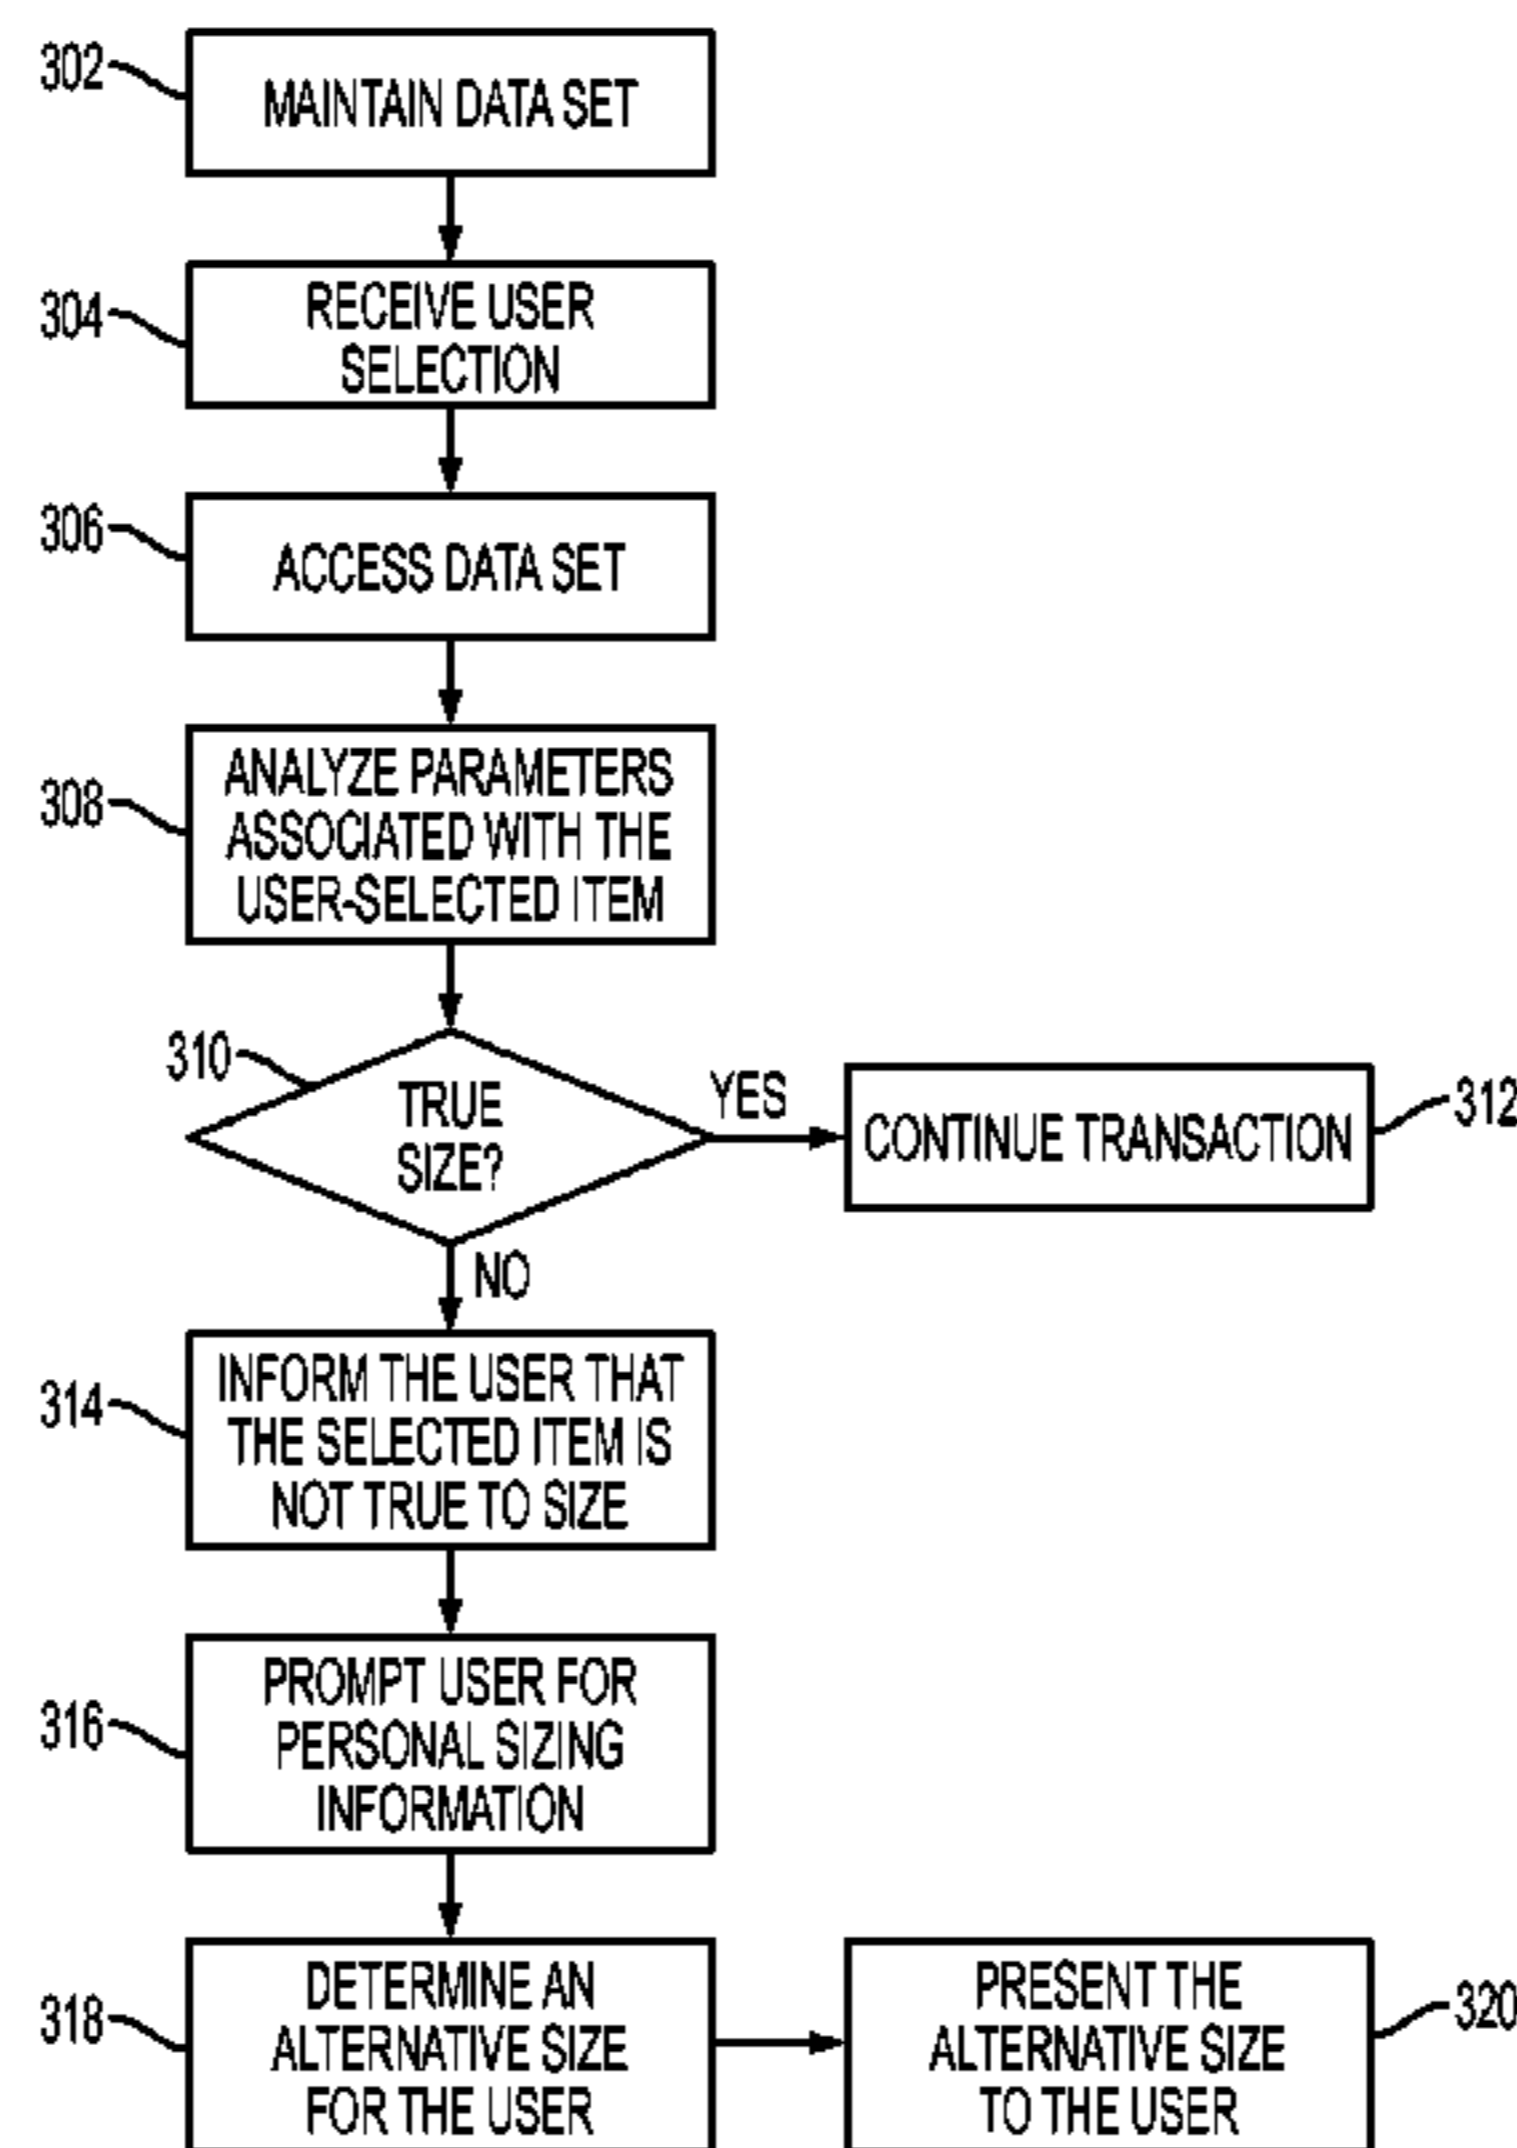 302
MAINTAIN DATA SET
304
RECEIVE USER
SELECTION
306
ACCESS DATA SET
308
ANALYZE PARAMETERS
ASSOCIATED WITH THE
USER-SELECTED ITEM
310
TRUE
SIZE?
YES
CONTINUE TRANSACTION
312
NO
314
INFORM THE USER THAT
THE SELECTED ITEM IS
NOT TRUE TO SIZE
316
PROMPT USER FOR
PERSONAL SIZING
INFORMATION
318
DETERMINE AN
ALTERNATIVE SIZE
FOR THE USER
PRESENT THE
ALTERNATIVE SIZE
TO THE USER
320